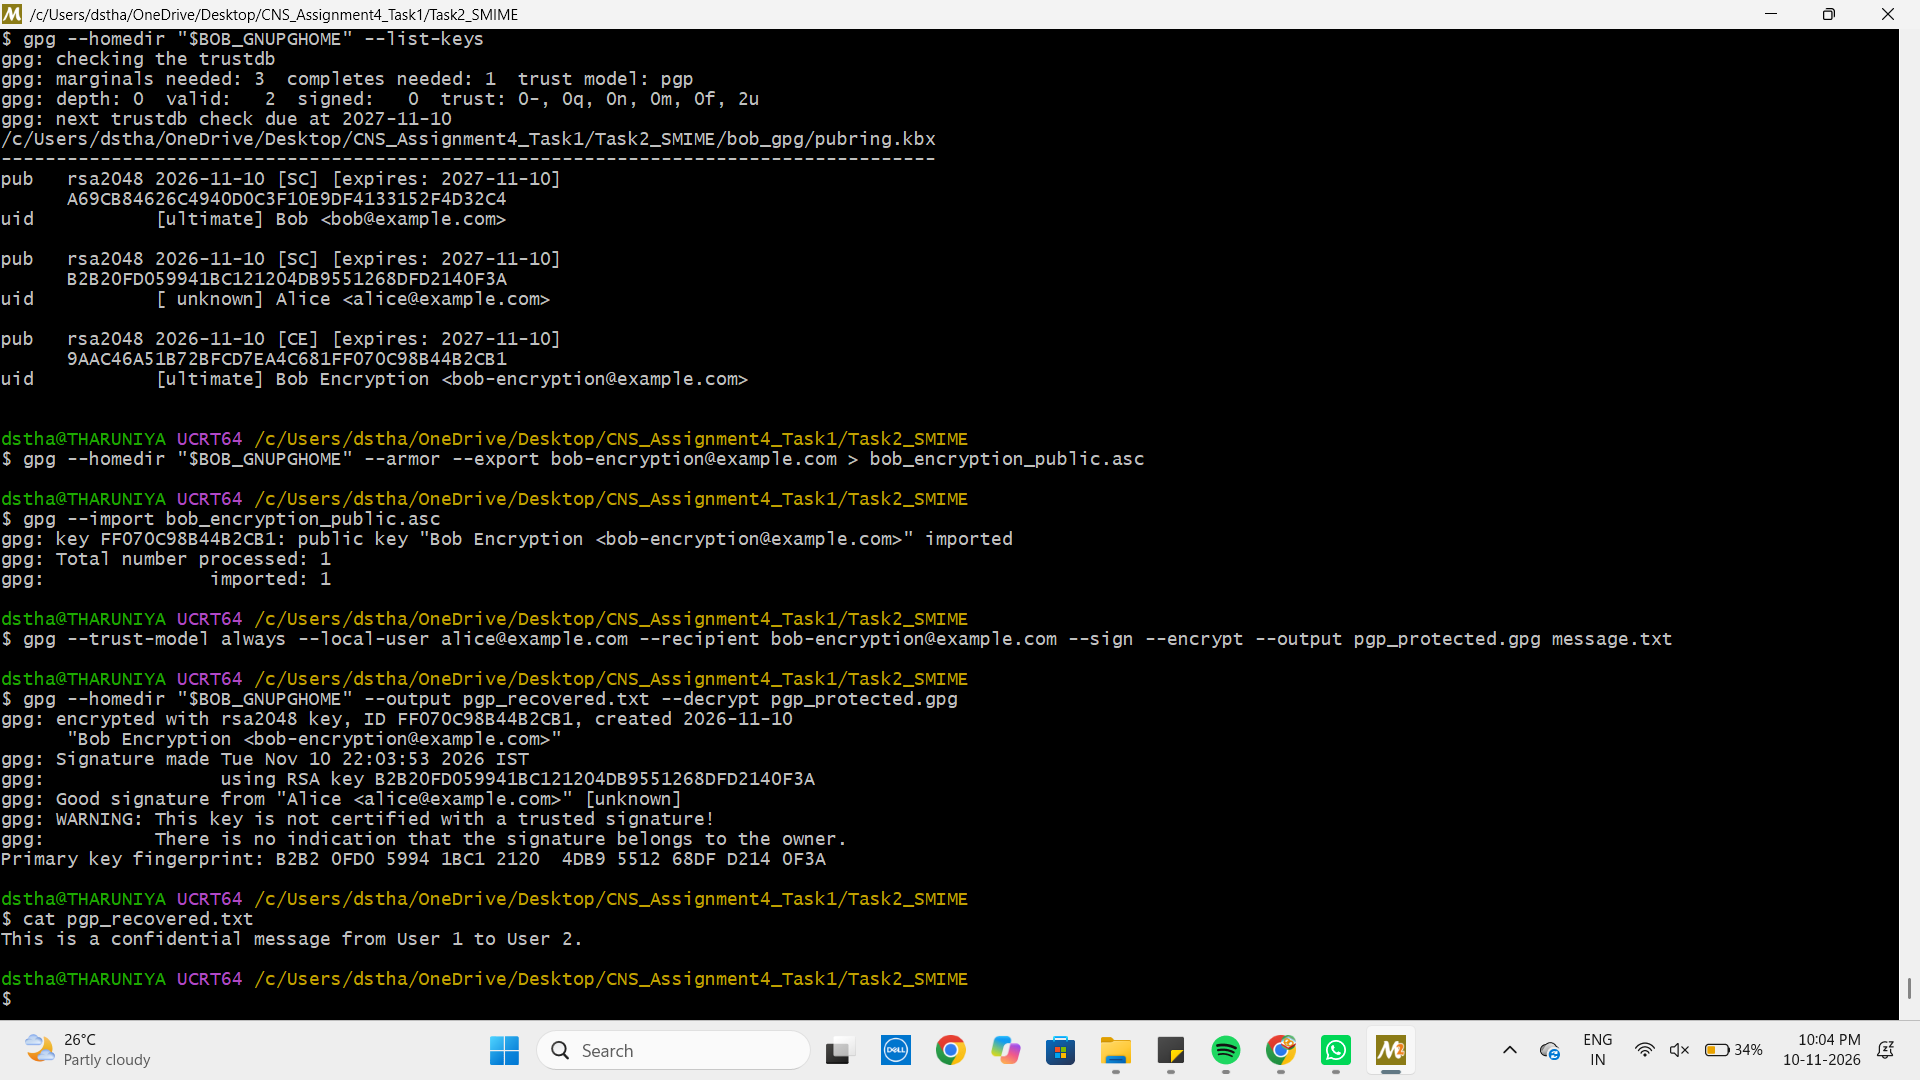 /c/Users/dstha/OneDrive/Desktop/CNS_Assignment4_Task1/Task2_SMIME
$ gpg --homedir "$BOB_GNUPGHOME" --list-keys
gpg: checking the trustdb
gpg: marginals needed: 3  completes needed: 1  trust model: pgp
gpg: depth: 0  valid:   2  signed:   0  trust: 0-, 0q, 0n, 0m, 0f, 2u
gpg: next trustdb check due at 2027-11-10
/c/Users/dstha/OneDrive/Desktop/CNS_Assignment4_Task1/Task2_SMIME/bob_gpg/pubring.kbx
-------------------------------------------------------------------------------------
pub   rsa2048 2026-11-10 [SC] [expires: 2027-11-10]
      A69CB84626C4940D0C3F10E9DF4133152F4D32C4
uid           [ultimate] Bob <bob@example.com>
pub   rsa2048 2026-11-10 [SC] [expires: 2027-11-10]
      B2B20FD059941BC121204DB9551268DFD2140F3A
uid           [ unknown] Alice <alice@example.com>
pub   rsa2048 2026-11-10 [CE] [expires: 2027-11-10]
      9AAC46A51B72BFCD7EA4C681FF070C98B44B2CB1
uid           [ultimate] Bob Encryption <bob-encryption@example.com>
dstha@THARUNIYA UCRT64 /c/Users/dstha/OneDrive/Desktop/CNS_Assignment4_Task1/Task2_SMIME
$ gpg --homedir "$BOB_GNUPGHOME" --armor --export bob-encryption@example.com > bob_encryption_public.asc
dstha@THARUNIYA UCRT64 /c/Users/dstha/OneDrive/Desktop/CNS_Assignment4_Task1/Task2_SMIME
$ gpg --import bob_encryption_public.asc
gpg: key FF070C98B44B2CB1: public key "Bob Encryption <bob-encryption@example.com>" imported
gpg: Total number processed: 1
gpg:               imported: 1
dstha@THARUNIYA UCRT64 /c/Users/dstha/OneDrive/Desktop/CNS_Assignment4_Task1/Task2_SMIME
$ gpg --trust-model always --local-user alice@example.com --recipient bob-encryption@example.com --sign --encrypt --output pgp_protected.gpg message.txt
dstha@THARUNIYA UCRT64 /c/Users/dstha/OneDrive/Desktop/CNS_Assignment4_Task1/Task2_SMIME
$ gpg --homedir "$BOB_GNUPGHOME" --output pgp_recovered.txt --decrypt pgp_protected.gpg
gpg: encrypted with rsa2048 key, ID FF070C98B44B2CB1, created 2026-11-10
      "Bob Encryption <bob-encryption@example.com>"
gpg: Signature made Tue Nov 10 22:03:53 2026 IST
gpg:                using RSA key B2B20FD059941BC121204DB9551268DFD2140F3A
gpg: Good signature from "Alice <alice@example.com>" [unknown]
gpg: WARNING: This key is not certified with a trusted signature!
gpg:          There is no indication that the signature belongs to the owner.
Primary key fingerprint: B2B2 0FD0 5994 1BC1 2120  4DB9 5512 68DF D214 0F3A
dstha@THARUNIYA UCRT64 /c/Users/dstha/OneDrive/Desktop/CNS_Assignment4_Task1/Task2_SMIME
$ cat pgp_recovered.txt
This is a confidential message from User 1 to User 2.
dstha@THARUNIYA UCRT64 /c/Users/dstha/OneDrive/Desktop/CNS_Assignment4_Task1/Task2_SMIME
$
26°C
Partly cloudy
Search
DELL
ENG
IN
34%
10:04 PM
10-11-2026